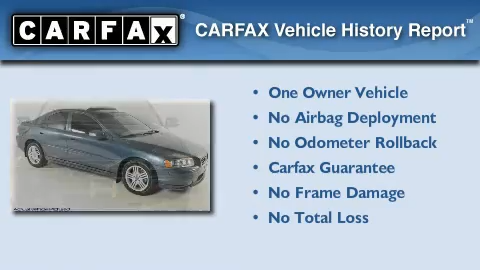 CARFAX® CARFAX Vehicle History Report™
• One Owner Vehicle
• No Airbag Deployment
• No Odometer Rollback
• Carfax Guarantee
• No Frame Damage
• No Total Loss